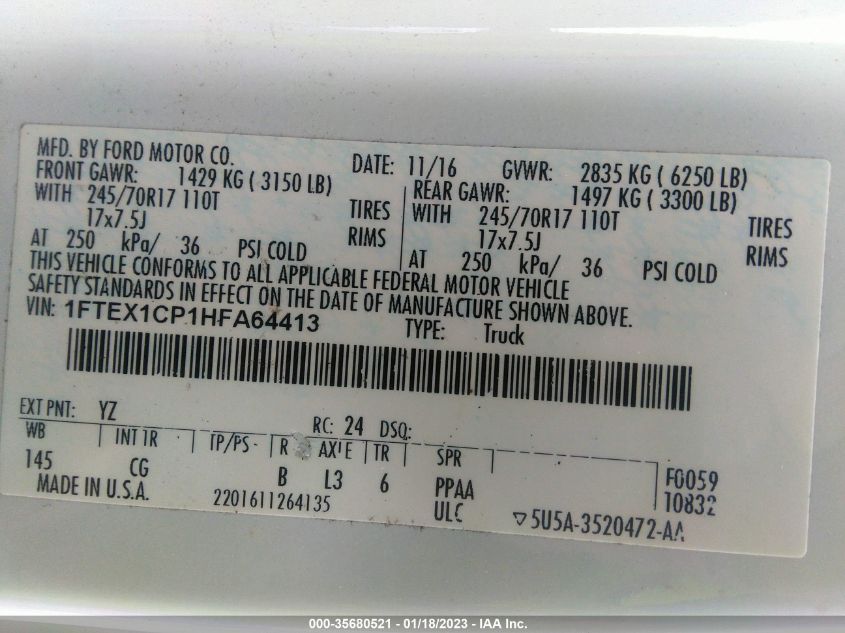 MFD. BY FORD MOTOR CO. DATE: 11/16 GVWR: 2835 KG ( 6250 LB)
FRONT GAWR: 1429 KG ( 3150 LB) REAR GAWR: 1497 KG ( 3300 LB)
WITH 245/70R17 110T TIRES WITH 245/70R17 110T TIRES
17x7.5J RIMS 17x7.5J RIMS
AT 250 kPa/ 36 PSI COLD AT 250 kPa/ 36 PSI COLD
THIS VEHICLE CONFORMS TO ALL APPLICABLE FEDERAL MOTOR VEHICLE
SAFETY STANDARDS IN EFFECT ON THE DATE OF MANUFACTURE SHOWN ABOVE.
VIN: 1FTEX1CP1HFA64413 TYPE: Truck
EXT PNT: YZ RC: 24 DSO:
WB INT TR TP/PS R AXLE TR SPR
145 CG B L3 6 PPAA F0059
MADE IN U.S.A. 2201611264135 ULC 10832
▽5U5A-3520472-AA
000-35680521 - 01/18/2023 - IAA Inc.